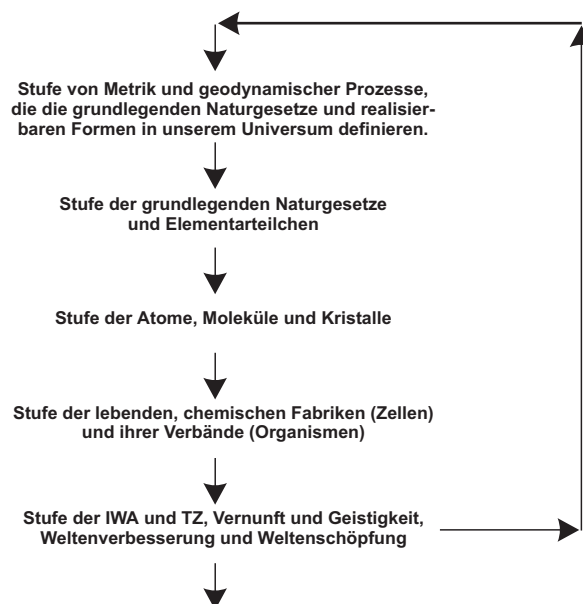 Stufe von Metrik und geodynamischer Prozesse,
die die grundlegenden Naturgesetze und realisier-
baren Formen in unserem Universum definieren.
Stufe der grundlegenden Naturgesetze
und Elementarteilchen
Stufe der Atome, Moleküle und Kristalle
Stufe der lebenden, chemischen Fabriken (Zellen)
und ihrer Verbände (Organismen)
Stufe der IWA und TZ, Vernunft und Geistigkeit,
Weltenverbesserung und Weltenschöpfung